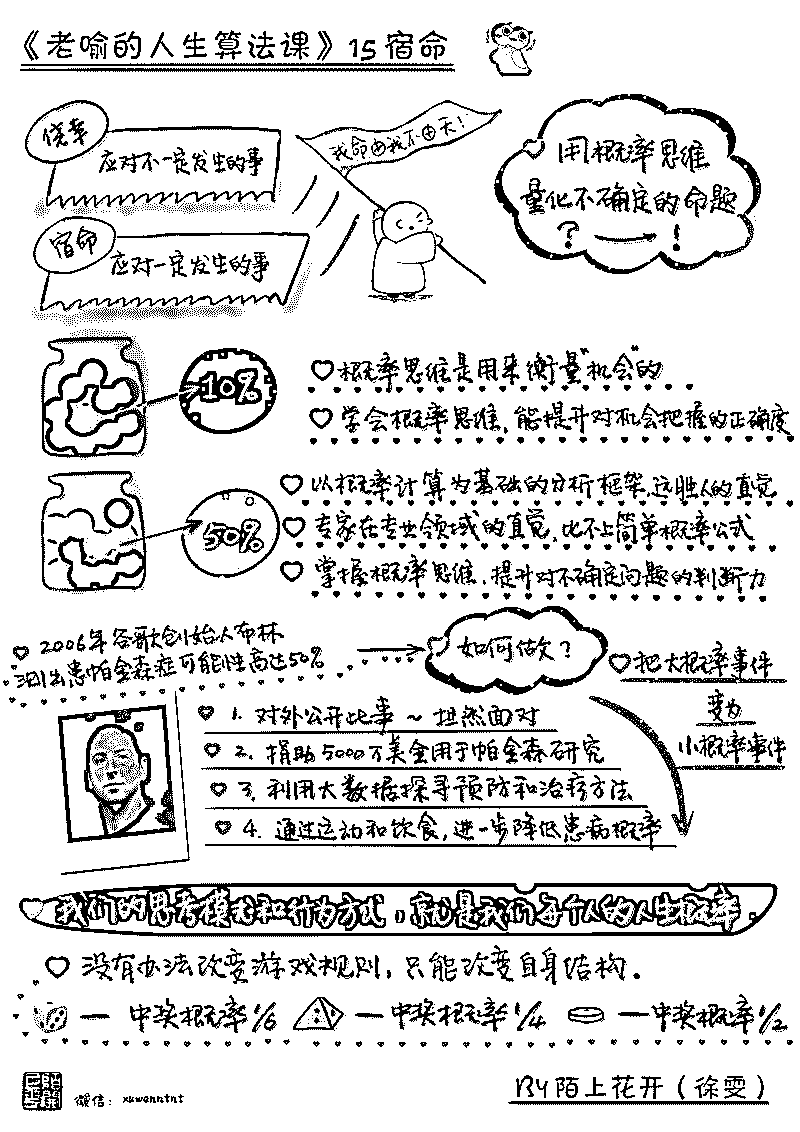 《老喻的人生算法课》15 宿命
侥幸
应对不一定发生的事
我命由我不由天！
用概率思维
量化不确定的命题
？ → ！
宿命
应对一定发生的事
10%
概率思维是用来衡量"机会"的
学会概率思维，能提升对机会把握的正确度
50%
以概率计算为基础的分析框架，远胜人的直觉
专家在专业领域的直觉，比不上简单概率公式
掌握概率思维，提升对不确定问题的判断力
2006年谷歌创始人布林
测出患帕金森症可能性高达50%
如何做？
把大概率事件
变为
小概率事件
1. 对外公开此事 ~ 坦然面对
2. 捐助5000万美金用于帕金森研究
3. 利用大数据探寻预防和治疗方法
4. 通过运动和饮食，进一步降低患病概率
我们的思考模式和行为方式，就是我们每个人的人生概率。
没有办法改变游戏规则，只能改变自身结构.
— 中奖概率1/6 — 中奖概率1/4 — 中奖概率1/2
微信：xuwenntnt
BY 陌上花开（徐雯）